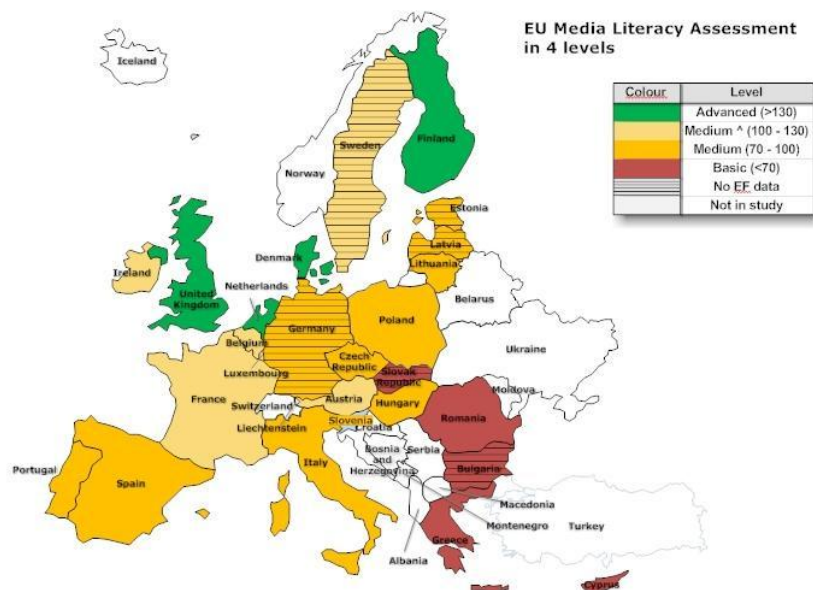 EU Media Literacy Assessment
in 4 levels
Colour Level
Advanced (>130)
Medium ^ (100 - 130)
Medium (70 - 100)
Basic (<70)
No EF data
Not in study
Iceland
Finland
Sweden
Norway
Estonia
Latvia
Lithuania
Denmark
Ireland
United
Kingdom
Netherlands
Belarus
Poland
Germany
Belgium
Ukraine
Czech
Republic
Luxembourg
Slovak
Republic
France
Austria
Moldova
Switzerland
Hungary
Slovenia
Romania
Liechtenstein
Croatia
Bosnia
and
Herzegnyina
Serbia
Italy
Bulgaria
Portugal
Spain
Macedonia
Montenegro
Turkey
Greece
Albania
Cyprus